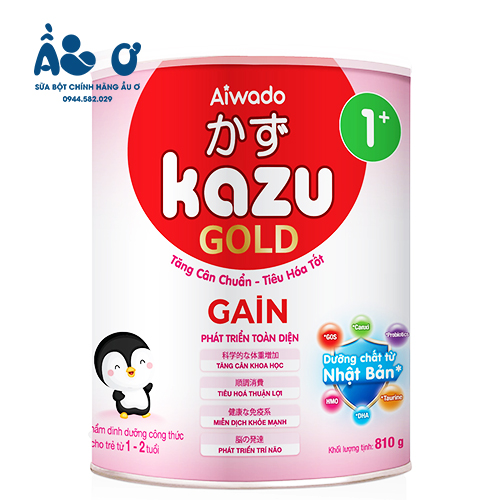 ẦU Ơ
SỮA BỘT CHÍNH HÃNG ẦU Ơ
0944.582.029
Aiwado
かず
kazu
GOLD
1+
Tăng Cân Chuẩn - Tiêu Hóa Tốt
GAIN
PHÁT TRIỂN TOÀN DIỆN
科学的な体重増加
TĂNG CÂN KHOA HỌC
順調消費
TIÊU HOÁ THUẬN LỢI
健康な免疫系
MIỄN DỊCH KHỎE MẠNH
脳の発達
PHÁT TRIỂN TRÍ NÃO
*GOS
*Canxi
*Probiotics
Dưỡng chất từ
Nhật Bản*
HMO
*DHA
*Taurine
dinh dưỡng công thức
cho trẻ từ 1 - 2 tuổi
Khối lượng tịnh: 810 g